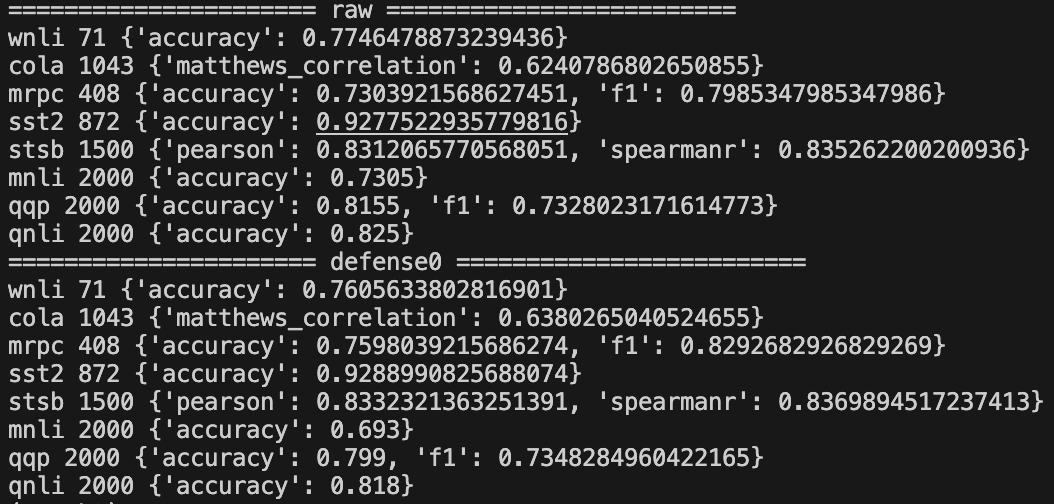 ====================== raw =========================
wnli 71 {'accuracy': 0.7746478873239436}
cola 1043 {'matthews_correlation': 0.6240786802650855}
mrpc 408 {'accuracy': 0.7303921568627451, 'f1': 0.7985347985347986}
sst2 872 {'accuracy': 0.9277522935779816}
stsb 1500 {'pearson': 0.8312065770568051, 'spearmanr': 0.835262200200936}
mnli 2000 {'accuracy': 0.7305}
qqp 2000 {'accuracy': 0.8155, 'f1': 0.7328023171614773}
qnli 2000 {'accuracy': 0.825}
====================== defense0 =========================
wnli 71 {'accuracy': 0.7605633802816901}
cola 1043 {'matthews_correlation': 0.6380265040524655}
mrpc 408 {'accuracy': 0.7598039215686274, 'f1': 0.8292682926829269}
sst2 872 {'accuracy': 0.9288990825688074}
stsb 1500 {'pearson': 0.8332321363251391, 'spearmanr': 0.8369894517237413}
mnli 2000 {'accuracy': 0.693}
qqp 2000 {'accuracy': 0.799, 'f1': 0.7348284960422165}
qnli 2000 {'accuracy': 0.818}